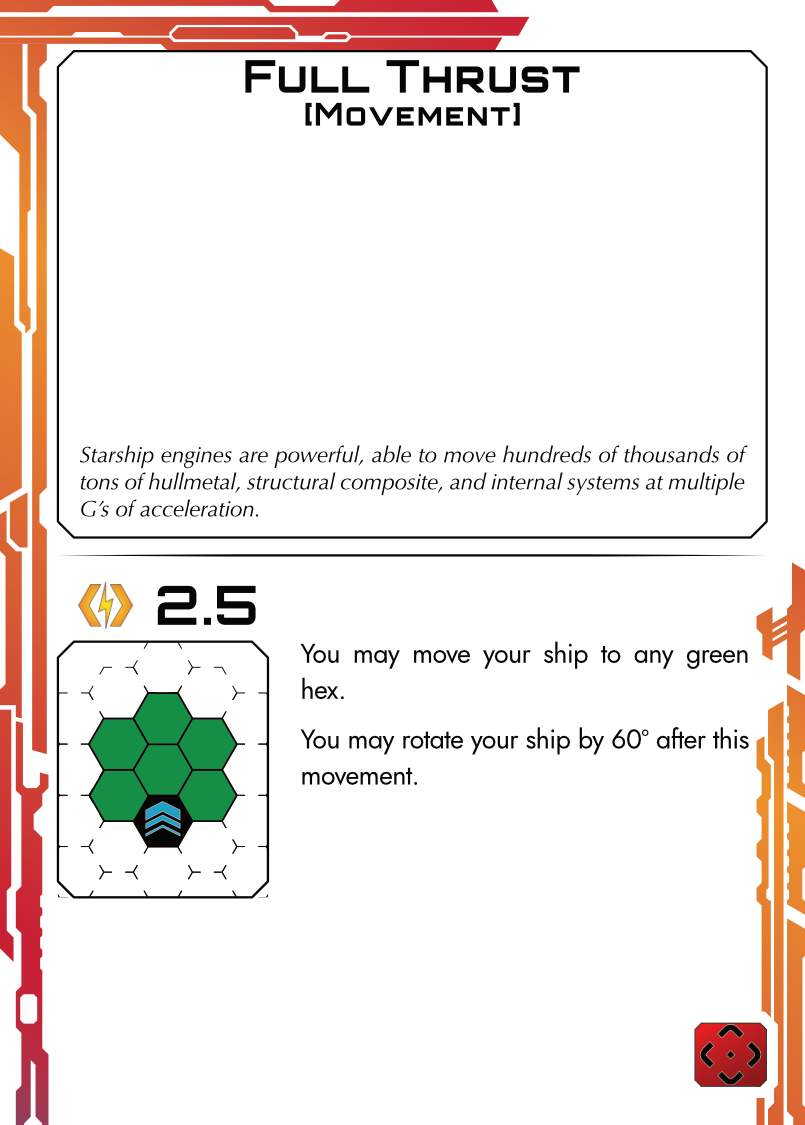 Full Thrust
[Movement]
Starship engines are powerful, able to move hundreds of thousands of
tons of hullmetal, structural composite, and internal systems at multiple
G's of acceleration.
2.5
You may move your ship to any green
hex.
You may rotate your ship by 60° after this
movement.